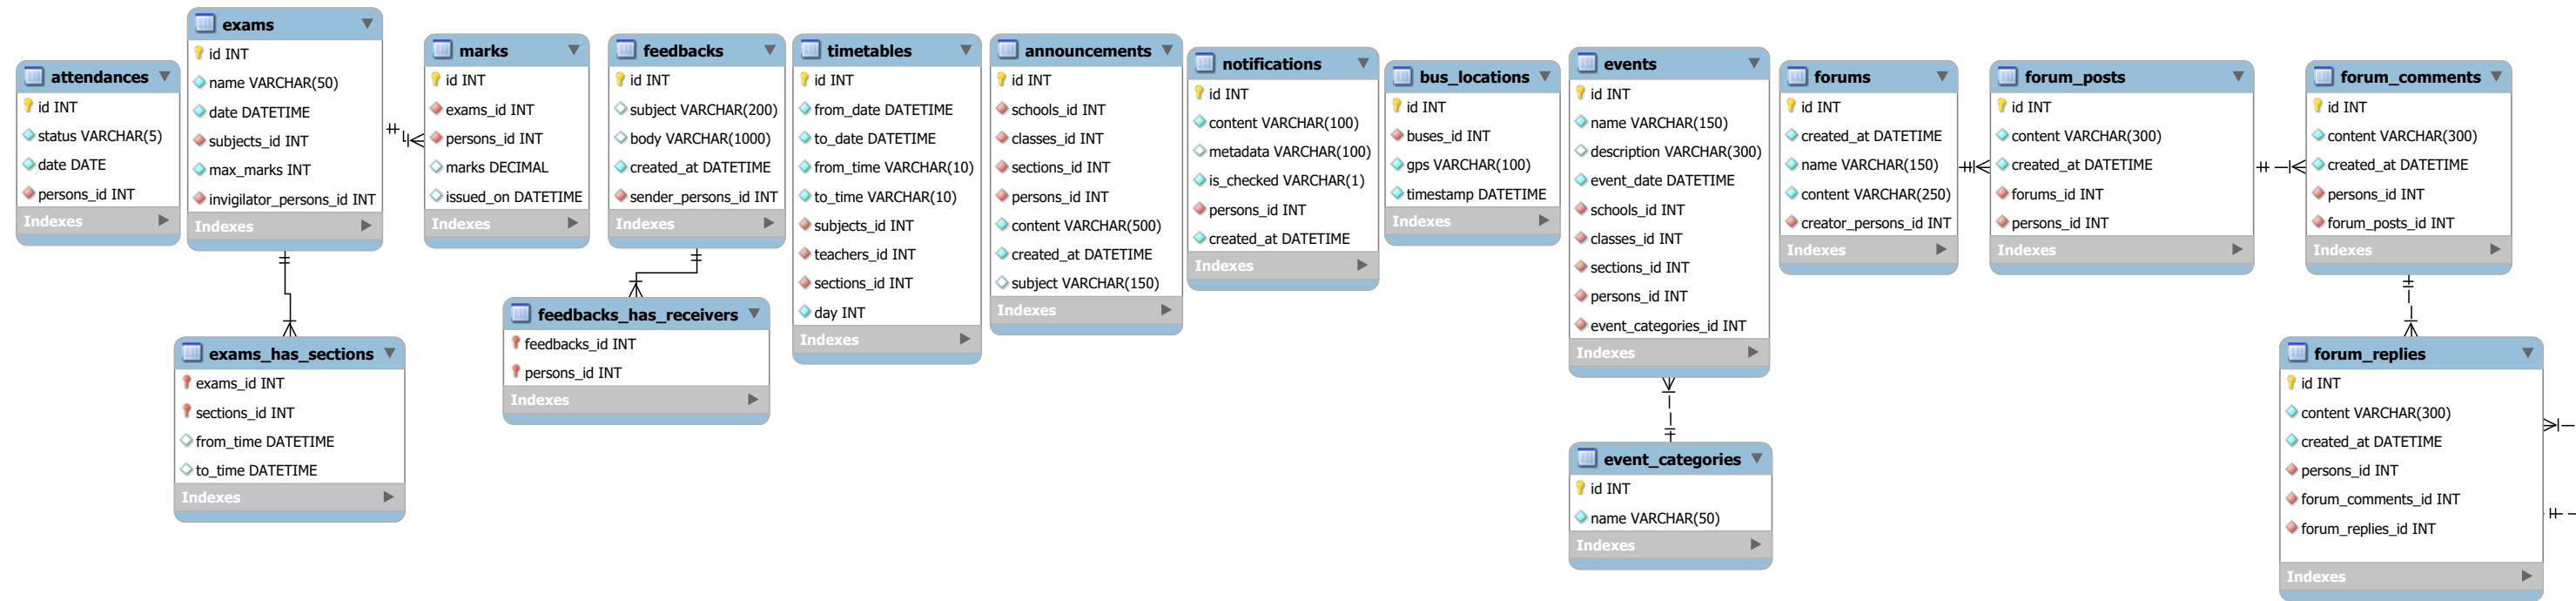 attendances
id INT
status VARCHAR(5)
date DATE
persons_id INT
Indexes
exams
id INT
name VARCHAR(50)
date DATETIME
subjects_id INT
max_marks INT
invigilator_persons_id INT
Indexes
exams_has_sections
exams_id INT
sections_id INT
from_time DATETIME
to_time DATETIME
Indexes
marks
id INT
exams_id INT
persons_id INT
marks DECIMAL
issued_on DATETIME
Indexes
feedbacks
id INT
subject VARCHAR(200)
body VARCHAR(1000)
created_at DATETIME
sender_persons_id INT
Indexes
feedbacks_has_receivers
feedbacks_id INT
persons_id INT
Indexes
timetables
id INT
from_date DATETIME
to_date DATETIME
from_time VARCHAR(10)
to_time VARCHAR(10)
subjects_id INT
teachers_id INT
sections_id INT
day INT
Indexes
announcements
id INT
schools_id INT
classes_id INT
sections_id INT
persons_id INT
content VARCHAR(500)
created_at DATETIME
subject VARCHAR(150)
Indexes
notifications
id INT
content VARCHAR(100)
metadata VARCHAR(100)
is_checked VARCHAR(1)
persons_id INT
created_at DATETIME
Indexes
bus_locations
id INT
buses_id INT
gps VARCHAR(100)
timestamp DATETIME
Indexes
events
id INT
name VARCHAR(150)
description VARCHAR(300)
event_date DATETIME
schools_id INT
classes_id INT
sections_id INT
persons_id INT
event_categories_id INT
Indexes
event_categories
id INT
name VARCHAR(50)
Indexes
forums
id INT
created_at DATETIME
name VARCHAR(150)
content VARCHAR(250)
creator_persons_id INT
Indexes
forum_posts
id INT
content VARCHAR(300)
created_at DATETIME
forums_id INT
persons_id INT
Indexes
forum_comments
id INT
content VARCHAR(300)
created_at DATETIME
persons_id INT
forum_posts_id INT
Indexes
forum_replies
id INT
content VARCHAR(300)
created_at DATETIME
persons_id INT
forum_comments_id INT
forum_replies_id INT
Indexes